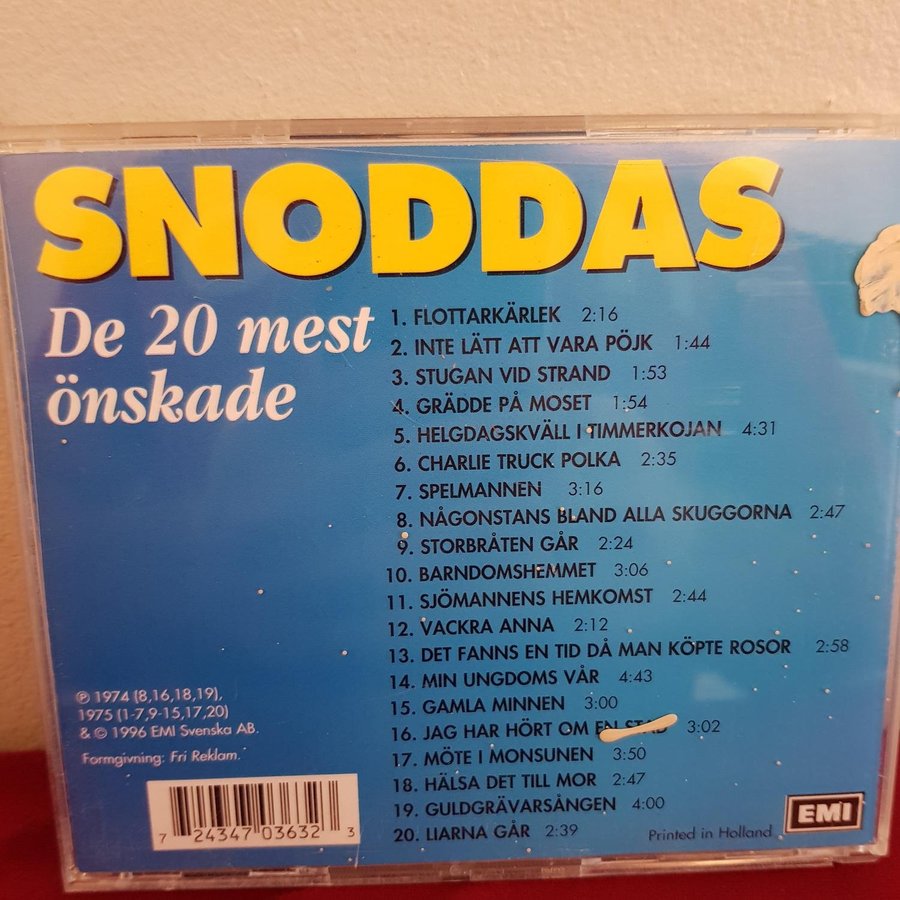 SNODDAS
De 20 mest
önskade
1. FLOTTARKÄRLEK 2:16
2. INTE LÄTT ATT VARA PÖJK 1:44
3. STUGAN VID STRAND 1:53
4. GRÄDDE PÅ MOSET 1:54
5. HELGDAGSKVÄLL I TIMMERKOJAN 4:31
6. CHARLIE TRUCK POLKA 2:35
7. SPELMANNEN 3:16
8. NÅGONSTANS BLAND ALLA SKUGGORNA 2:47
9. STORBRÅTEN GÅR 2:24
10. BARNDOMSHEMMET 3:06
11. SJÖMANNENS HEMKOMST 2:44
12. VACKRA ANNA 2:12
13. DET FANNS EN TID DÅ MAN KÖPTE ROSOR 2:58
14. MIN UNGDOMS VÅR 4:43
15. GAMLA MINNEN 3:00
16. JAG HAR HÖRT OM EN STAD 3:02
17. MÖTE I MONSUNEN 3:50
18. HÄLSA DET TILL MOR 2:47
19. GULDGRÄVARSÅNGEN 4:00
20. LIARNA GÅR 2:39
℗ 1974 (8,16,18,19),
1975 (1-7,9-15,17,20)
& © 1996 EMI Svenska AB.
Formgivning: Fri Reklam.
7 24347 03632 3
Printed in Holland
EMI